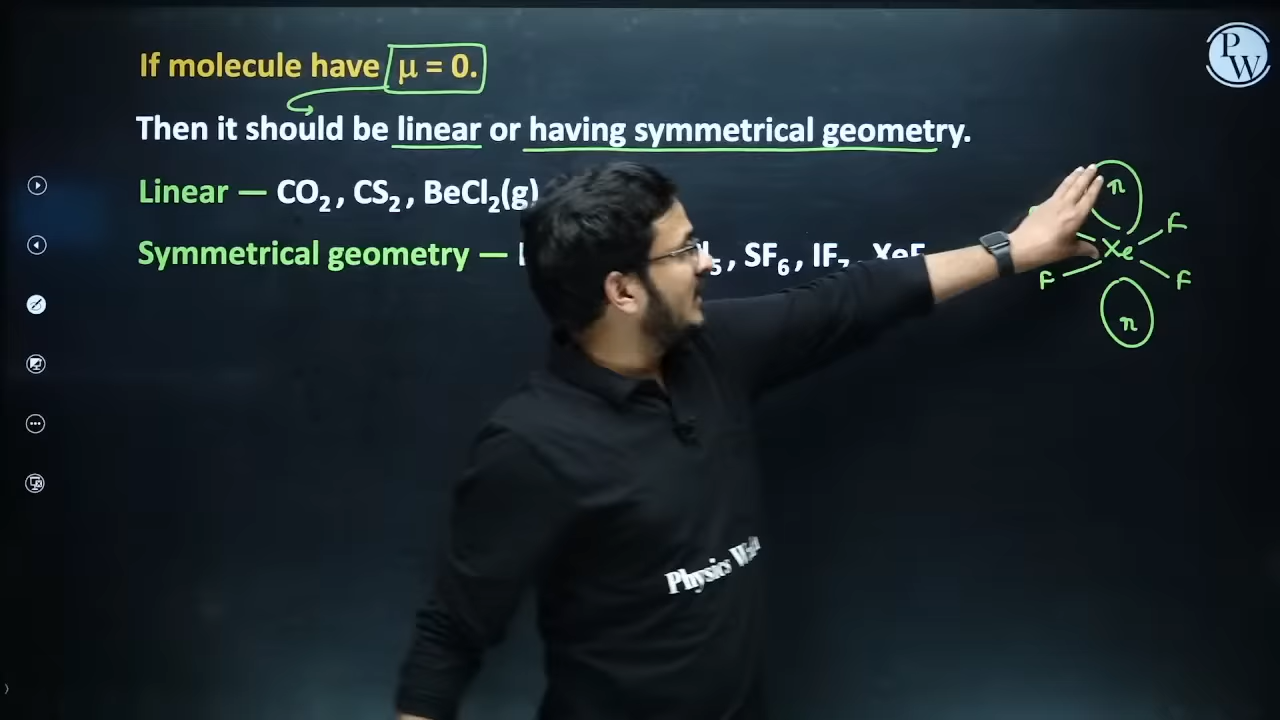 If molecule have μ = 0.
Then it should be linear or having symmetrical geometry.
Linear — CO₂, CS₂, BeCl₂(g)
Symmetrical geometry — SF₆, IF₇, XeF
n
F
Xe
F
F
n
PW
Physics